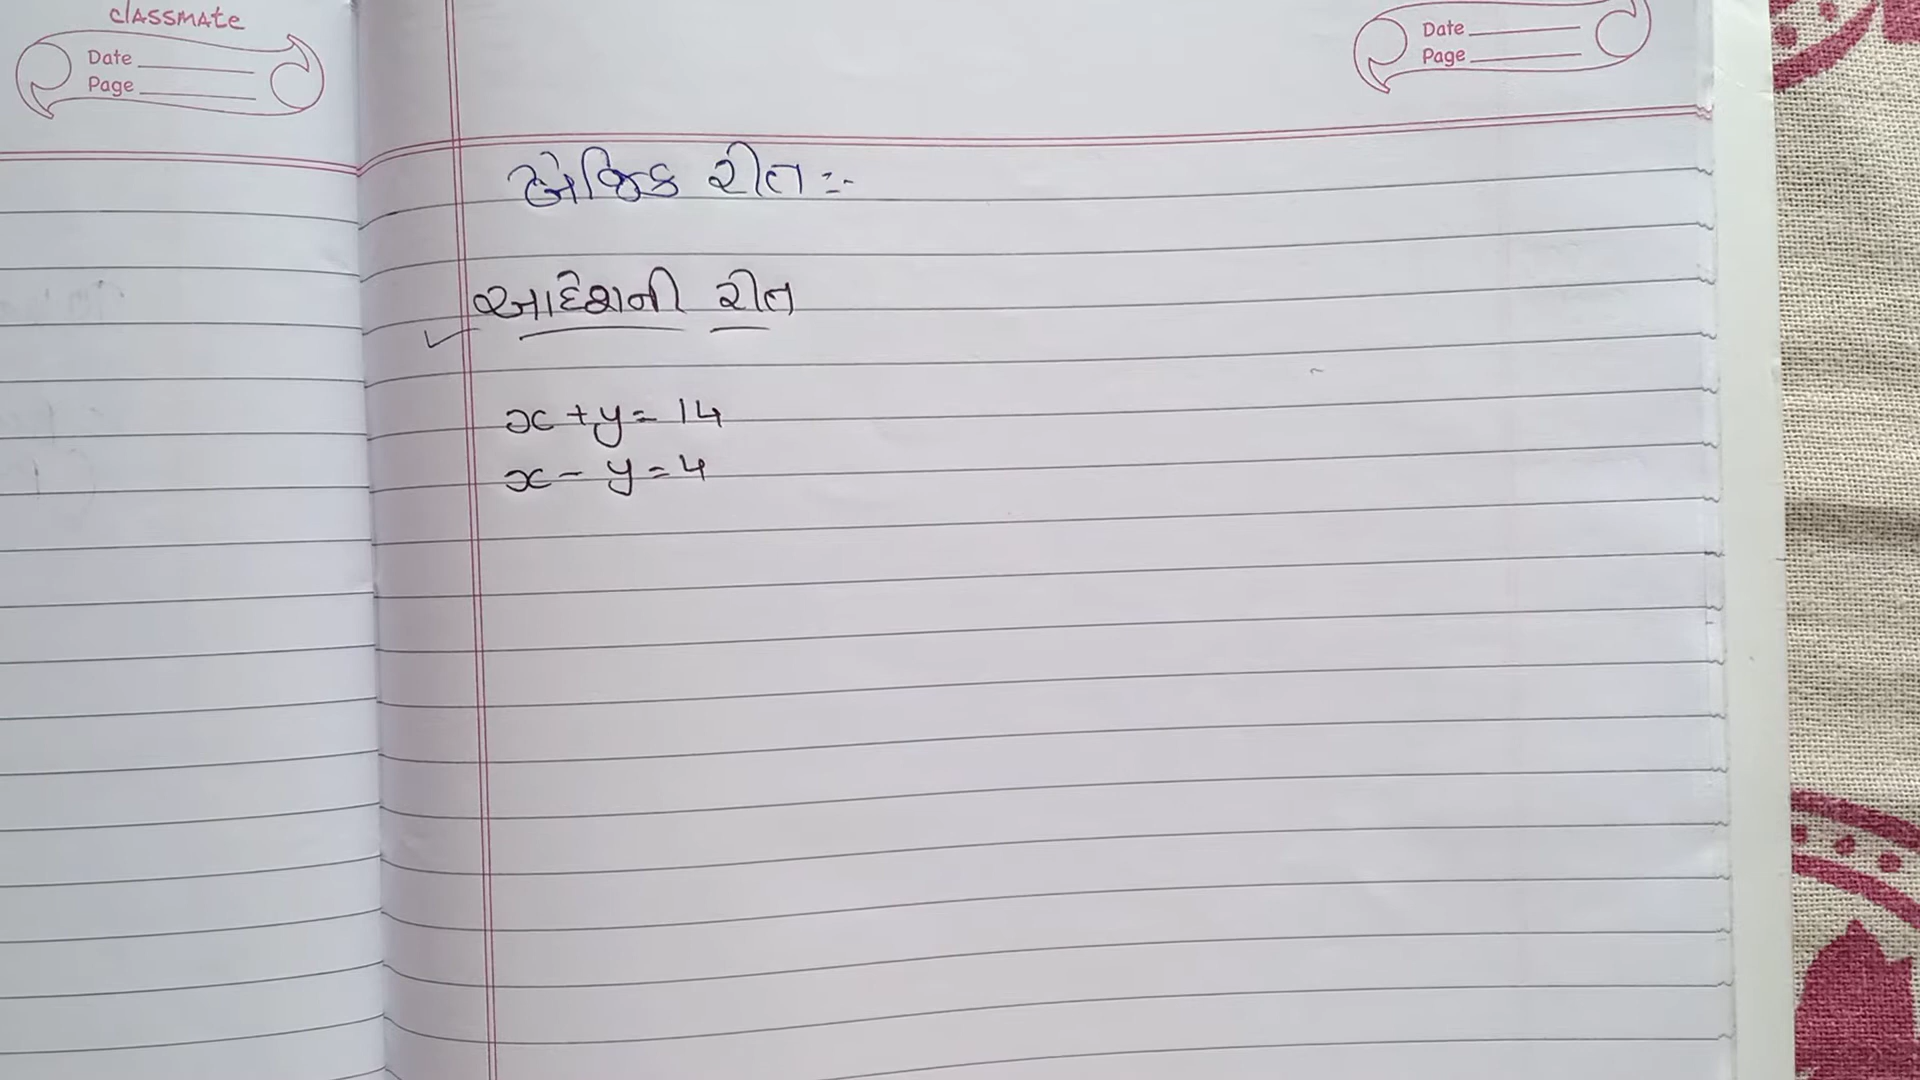 classmate
Date
Page
Date
Page
રીત :-
આદેશની રીત
x + y = 14
x - y = 4